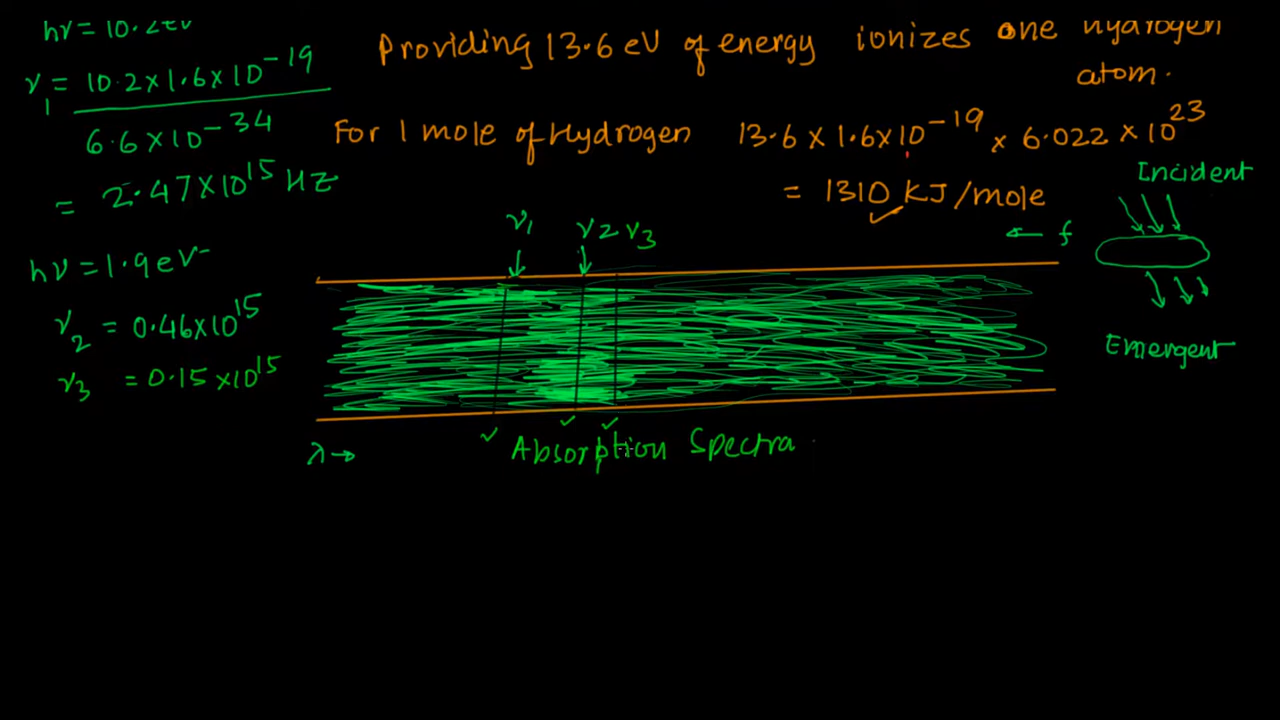 hν = 10.2eV
Providing 13.6 eV of energy ionizes one hydrogen
atom.
ν1 = 10.2 x 1.6 x 10^-19
6.6 x 10^-34
= 2.47 x 10^15 Hz
For 1 mole of Hydrogen 13.6 x 1.6 x 10^-19 x 6.022 x 10^23
= 1310 KJ/mole
Incident
ν1 ν2 ν3
← f
hν = 1.9eV
ν2 = 0.46x10^15
ν3 = 0.15 x10^15
Emergent
λ→
Absorption Spectra